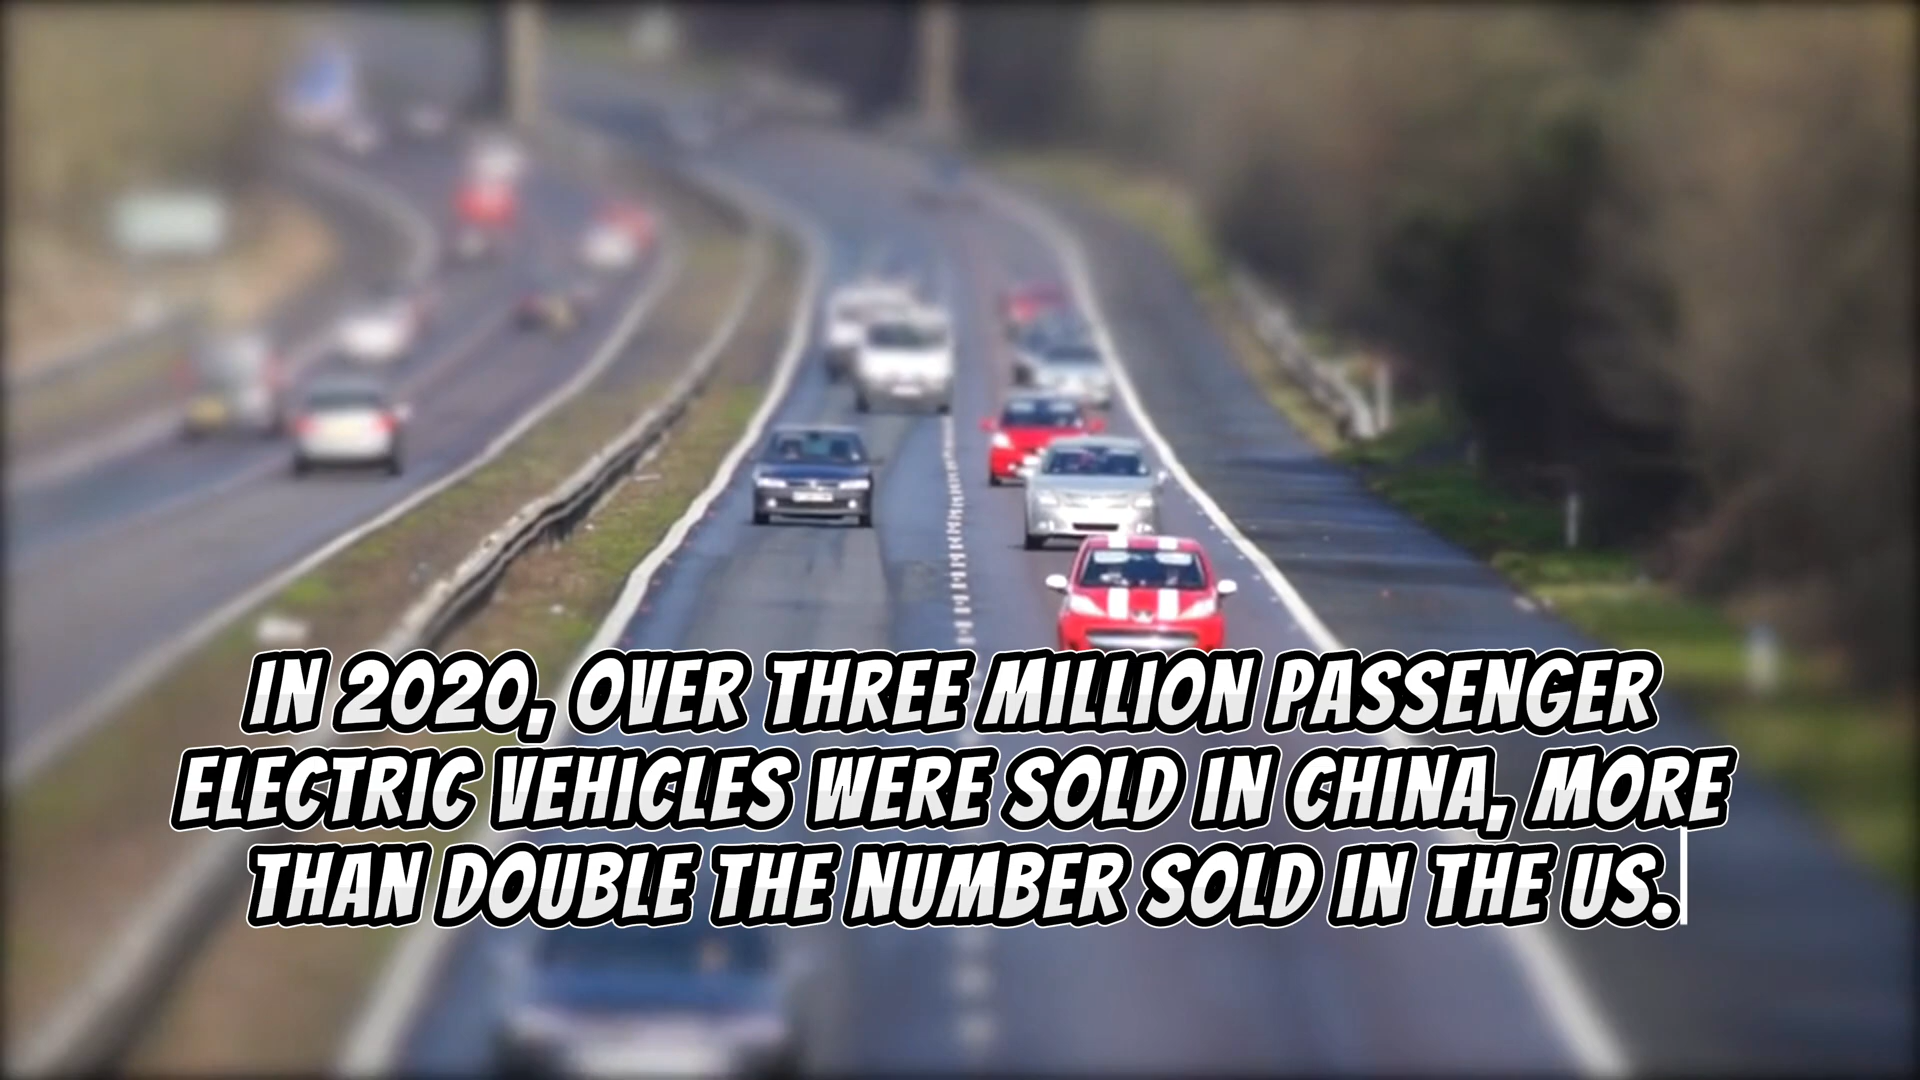 IN 2020, OVER THREE MILLION PASSENGER
ELECTRIC VEHICLES WERE SOLD IN CHINA, MORE
THAN DOUBLE THE NUMBER SOLD IN THE US.